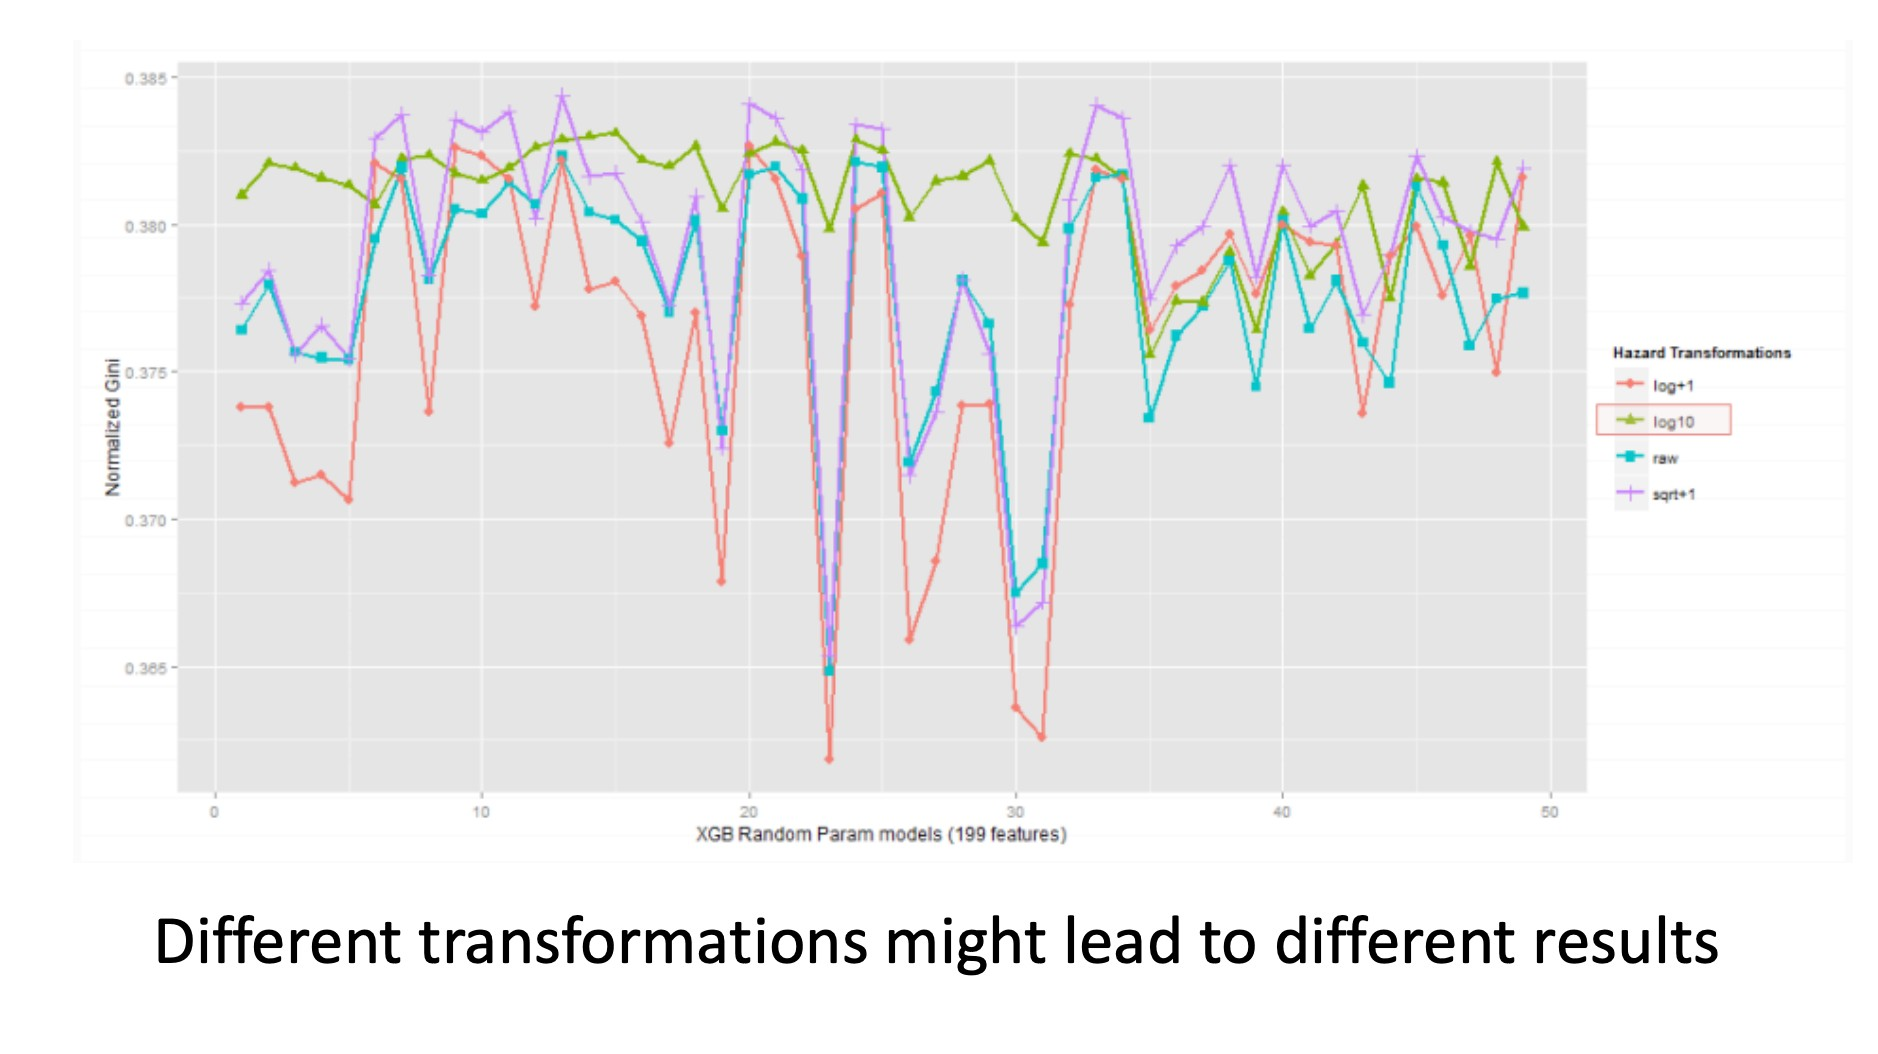 0.385
0.380
0.375
0.370
0.365
Normalized Gini
0
10
20
30
40
50
XGB Random Param models (199 features)
Hazard Transformations
log+1
log10
raw
sqrt+1
Different transformations might lead to different results